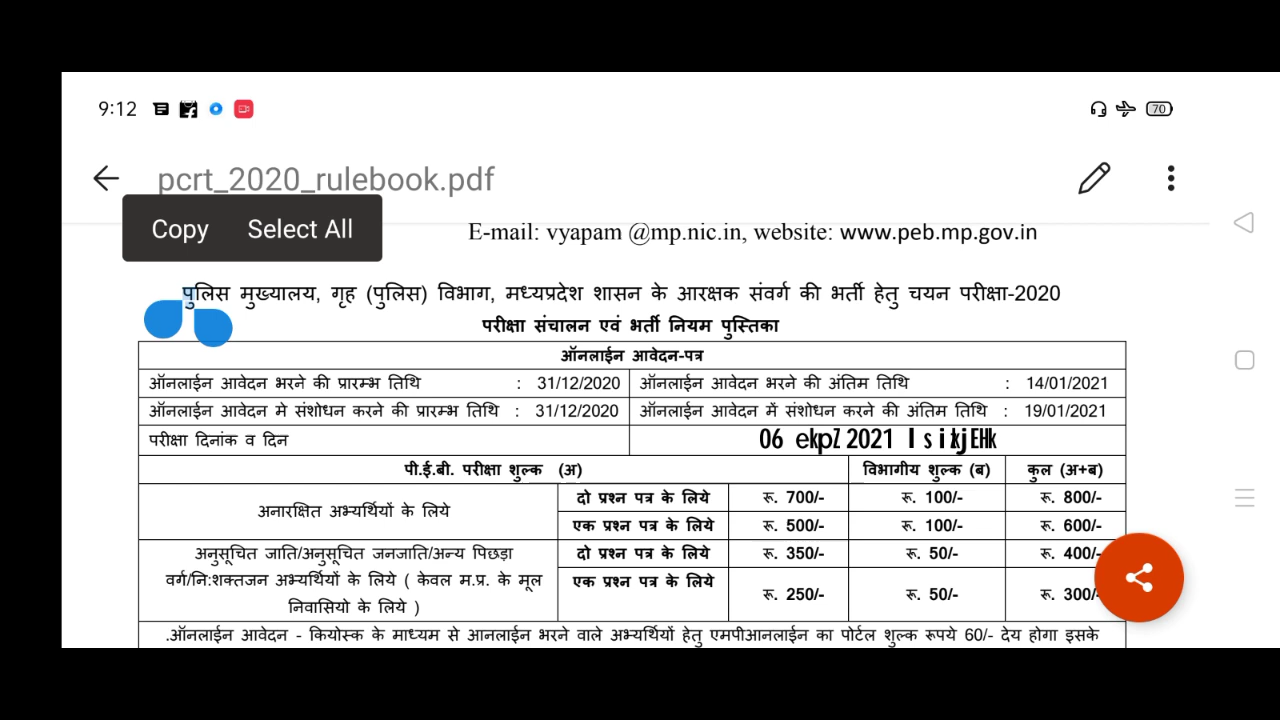 9:12
70
pcrt_2020_rulebook.pdf
Copy Select All
E-mail: vyapam @mp.nic.in, website: www.peb.mp.gov.in
पुलिस मुख्यालय, गृह (पुलिस) विभाग, मध्यप्रदेश शासन के आरक्षक संवर्ग की भर्ती हेतु चयन परीक्षा-2020
परीक्षा संचालन एवं भर्ती नियम पुस्तिका
ऑनलाईन आवेदन-पत्र
ऑनलाईन आवेदन भरने की प्रारम्भ तिथि : 31/12/2020 ऑनलाईन आवेदन भरने की अंतिम तिथि : 14/01/2021
ऑनलाईन आवेदन मे संशोधन करने की प्रारम्भ तिथि : 31/12/2020 ऑनलाईन आवेदन में संशोधन करने की अंतिम तिथि : 19/01/2021
परीक्षा दिनांक व दिन 06 ekpZ 2021 l s i kjEHk
पी.ई.बी. परीक्षा शुल्क (अ) विभागीय शुल्क (ब) कुल (अ+ब)
अनारक्षित अभ्यर्थियों के लिये
दो प्रश्न पत्र के लिये रू. 700/- रू. 100/- रू. 800/-
एक प्रश्न पत्र के लिये रू. 500/- रू. 100/- रू. 600/-
अनुसूचित जाति/अनुसूचित जनजाति/अन्य पिछड़ा
वर्ग/नि:शक्तजन अभ्यर्थियों के लिये ( केवल म.प्र. के मूल
निवासियो के लिये )
दो प्रश्न पत्र के लिये रू. 350/- रू. 50/- रू. 400/-
एक प्रश्न पत्र के लिये रू. 250/- रू. 50/- रू. 300/-
.ऑनलाईन आवेदन - कियोस्क के माध्यम से आनलाईन भरने वाले अभ्यर्थियों हेतु एमपीआनलाईन का पोर्टल शुल्क रूपये 60/- देय होगा इसके